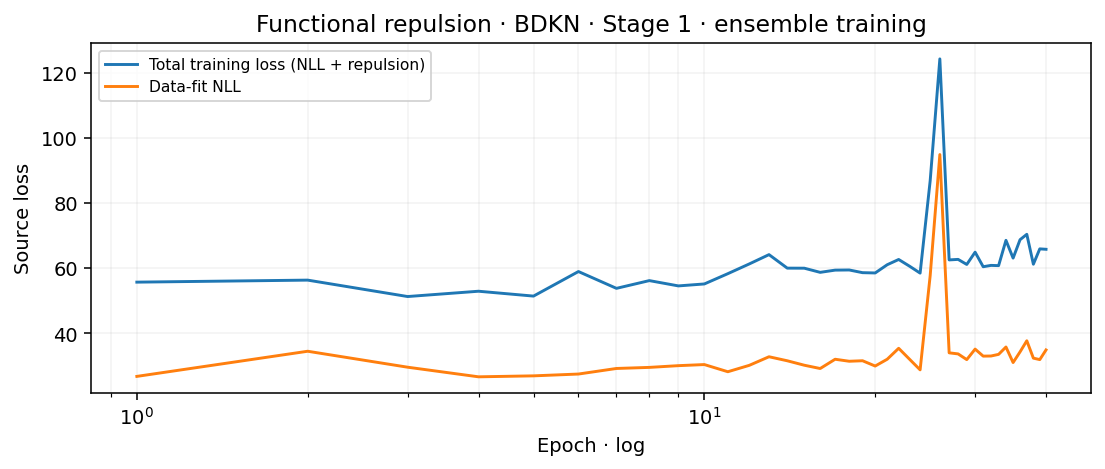 Functional repulsion · BDKN · Stage 1 · ensemble training
Total training loss (NLL + repulsion)
Data-fit NLL
120
100
80
60
40
Source loss
10⁰
10¹
Epoch · log